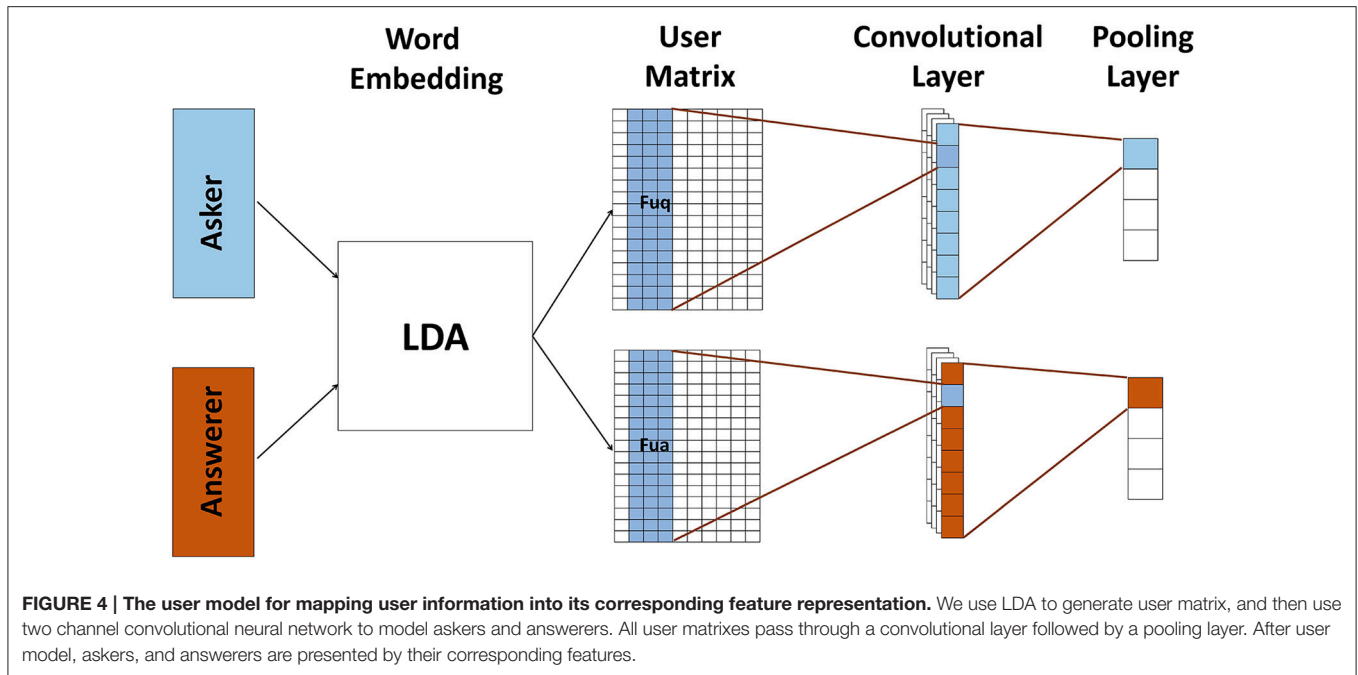 Word
Embedding
User
Matrix
Convolutional
Layer
Pooling
Layer
Asker
Answerer
LDA
Fuq
Fua
FIGURE 4 | The user model for mapping user information into its corresponding feature representation. We use LDA to generate user matrix, and then use
two channel convolutional neural network to model askers and answerers. All user matrixes pass through a convolutional layer followed by a pooling layer. After user
model, askers, and answerers are presented by their corresponding features.